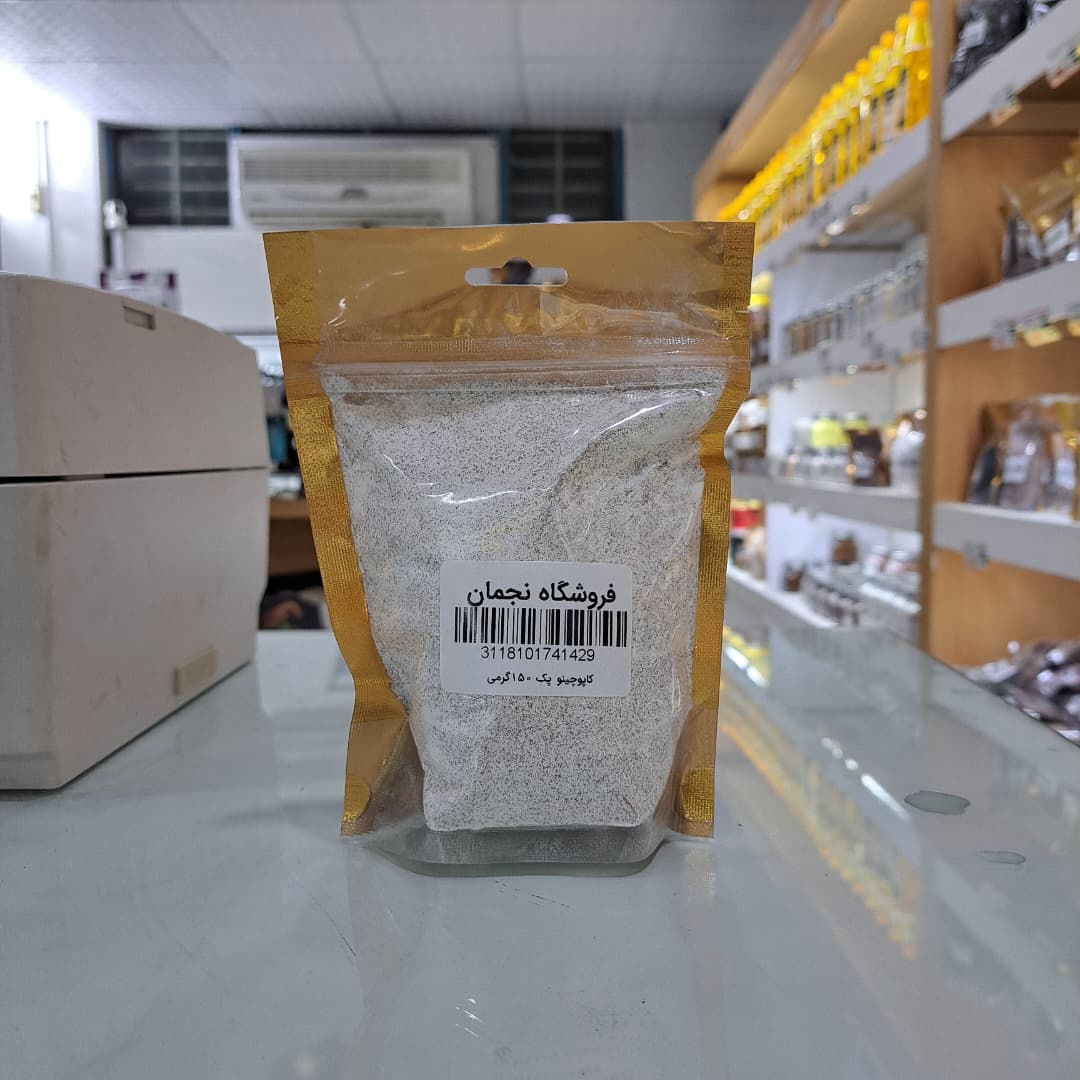 فروشگاه نجمان
3118101741429
کاپوچینو پک ۱۵۰گرمی